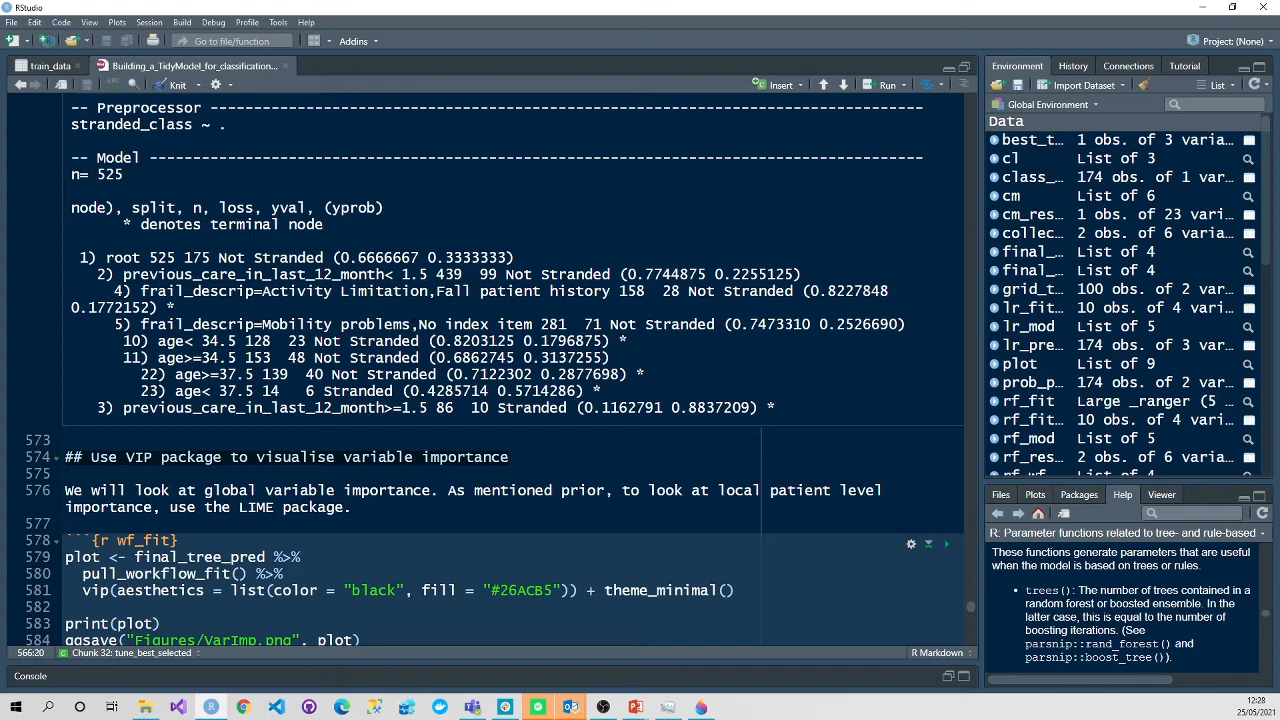 RStudio
File Edit Code View Plots Session Build Debug Profile Tools Help
Go to file/function Addins Project: (None)
train_data Building_a_TidyModel_for_classification...
Knit Insert Run
-- Preprocessor --------------------------------------------------------------------------------------
stranded_class ~ .
-- Model ---------------------------------------------------------------------------------------------
n= 525
node), split, n, loss, yval, (yprob)
* denotes terminal node
1) root 525 175 Not Stranded (0.6666667 0.3333333)
2) previous_care_in_last_12_month< 1.5 439 99 Not Stranded (0.7744875 0.2255125)
4) frail_descrip=Activity Limitation,Fall patient history 158 28 Not Stranded (0.8227848
0.1772152) *
5) frail_descrip=Mobility problems,No index item 281 71 Not Stranded (0.7473310 0.2526690)
10) age< 34.5 128 23 Not Stranded (0.8203125 0.1796875) *
11) age>=34.5 153 48 Not Stranded (0.6862745 0.3137255)
22) age>=37.5 139 40 Not Stranded (0.7122302 0.2877698) *
23) age< 37.5 14 6 Stranded (0.4285714 0.5714286) *
3) previous_care_in_last_12_month>=1.5 86 10 Stranded (0.1162791 0.8837209) *
573
574 ## Use VIP package to visualise variable importance
575
576 We will look at global variable importance. As mentioned prior, to look at local patient level
importance, use the LIME package.
577
578 ```{r wf_fit}
579 plot <- final_tree_pred %>%
580 pull_workflow_fit() %>%
581 vip(aesthetics = list(color = "black", fill = "#26ACB5")) + theme_minimal()
582
583 print(plot)
584 ggsave("Figures/VarImp.png", plot)
566:20 Chunk 32: tune_best_selected R Markdown
Console
Environment History Connections Tutorial
Import Dataset List
Global Environment
Data
best_t... 1 obs. of 3 varia...
cl List of 3
class_... 174 obs. of 1 var...
cm List of 6
cm_res... 1 obs. of 23 vari...
collec... 2 obs. of 6 varia...
final_... List of 4
final_... List of 4
grid_t... 100 obs. of 2 var...
lr_fit... 10 obs. of 4 vari...
lr_mod List of 5
lr_pre... 174 obs. of 3 var...
plot List of 9
prob_p... 174 obs. of 2 var...
rf_fit Large _ranger (5 ...
rf_fit... 10 obs. of 4 vari...
rf_mod List of 5
rf_res... 2 obs. of 6 varia...
rf_wf List of 4
Files Plots Packages Help Viewer
R: Parameter functions related to tree- and rule-based
These functions generate parameters that are useful
when the model is based on trees or rules.
• trees(): The number of trees contained in a
random forest or boosted ensemble. In the
latter case, this is equal to the number of
boosting iterations. (See
parsnip::rand_forest() and
parsnip::boost_tree()).
12:28
25/05/2021